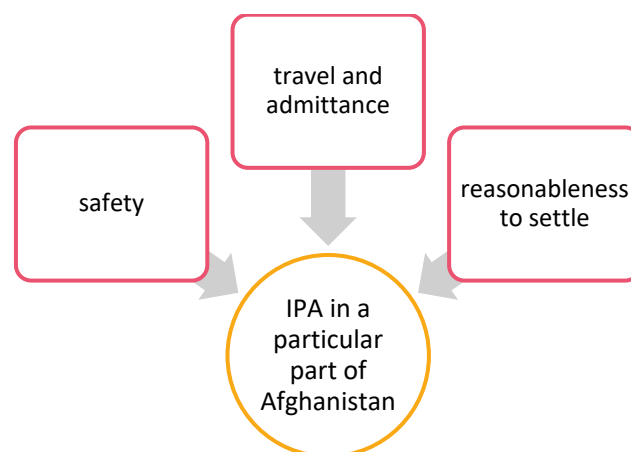 travel and
admittance
safety
reasonableness
to settle
IPA in a
particular
part of
Afghanistan